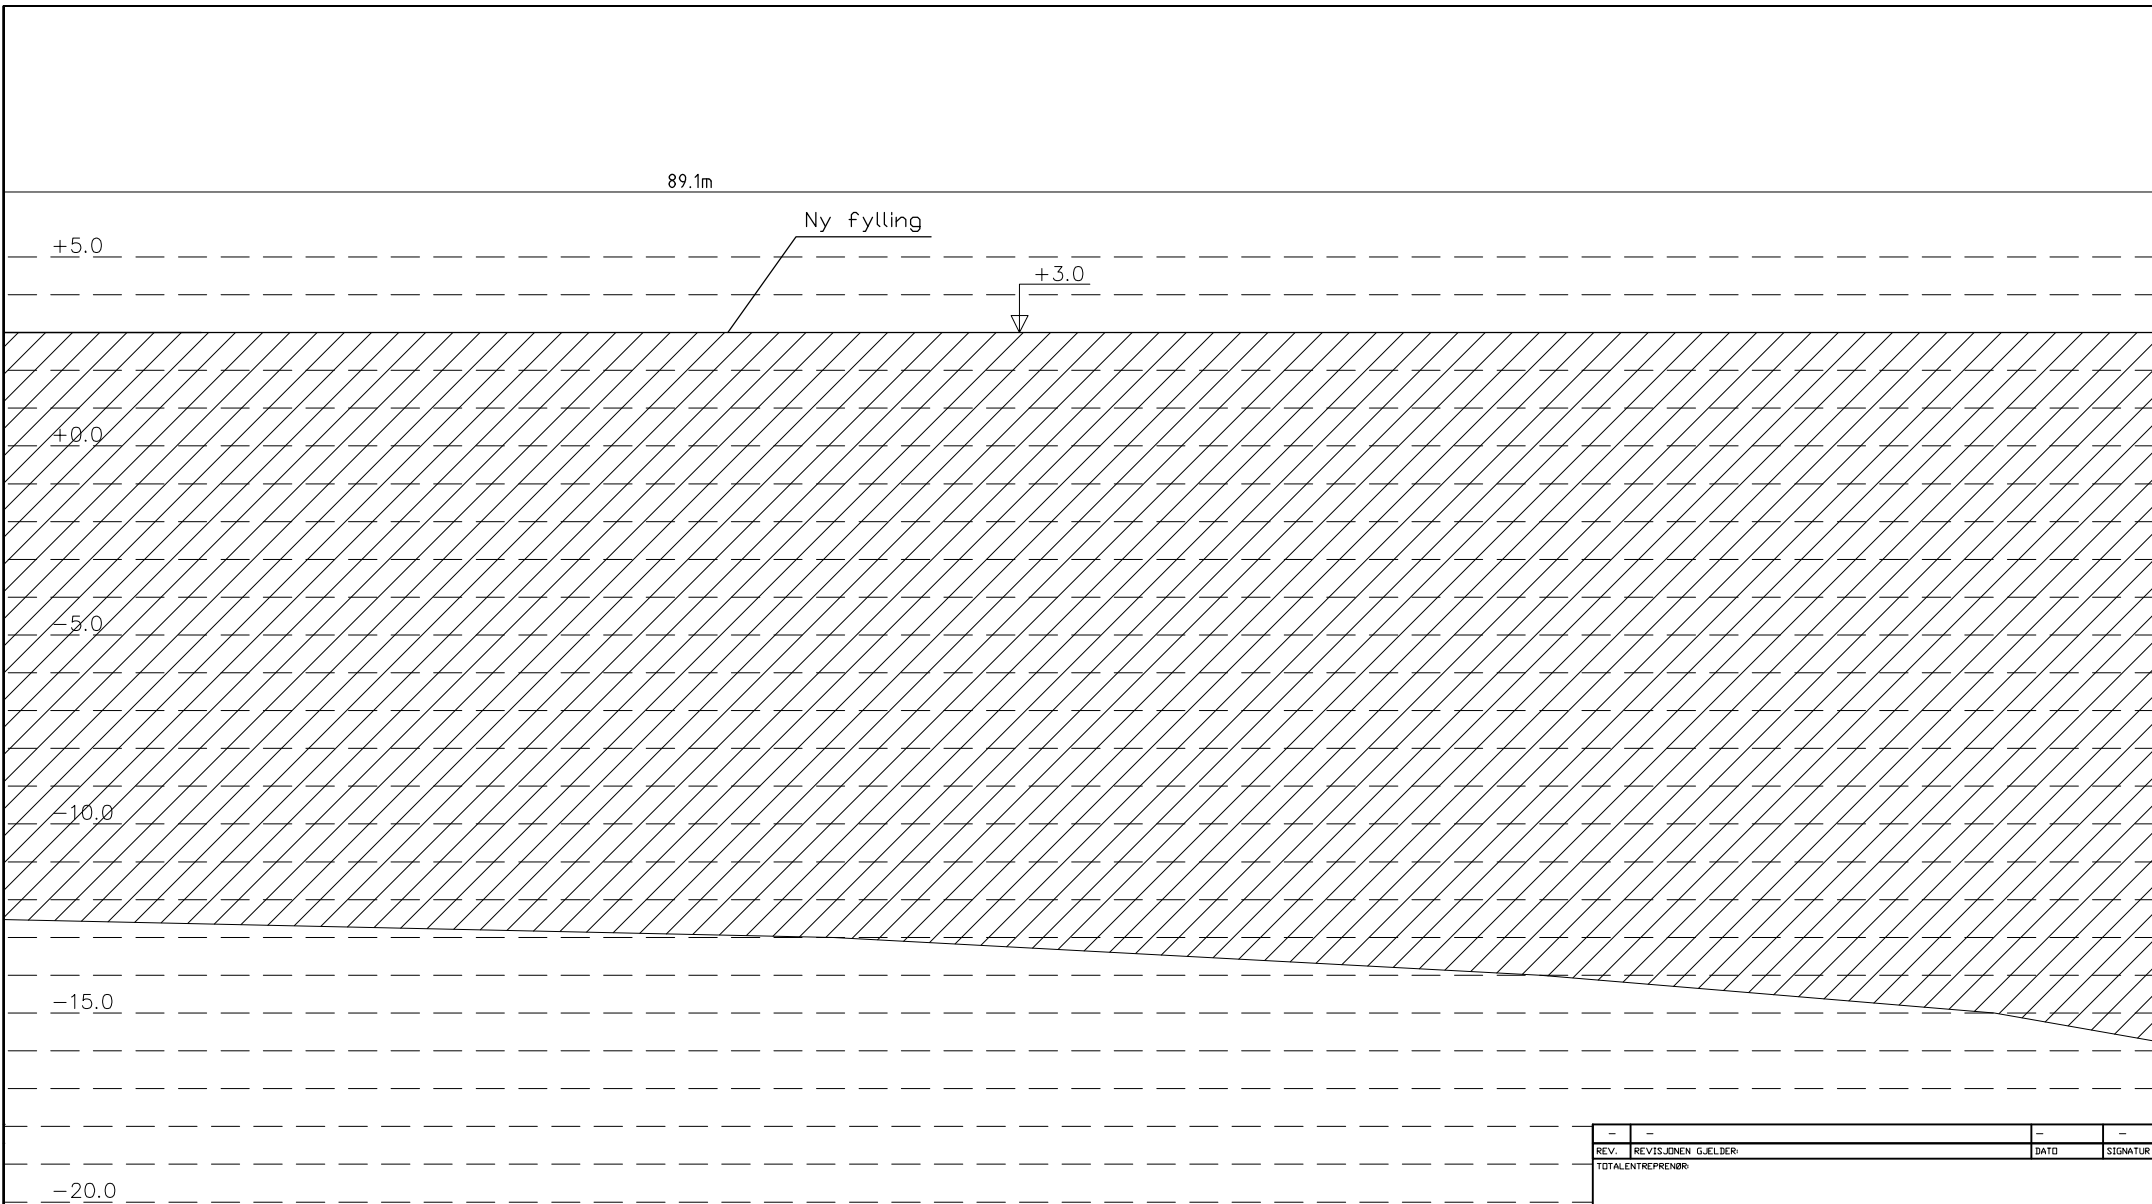 89.1m
Ny fylling
+5.0
+3.0
+0.0
-5.0
-10.0
-15.0
- - - -
REV. REVISJONEN GJELDER: DATO SIGNATUR
TOTALENTREPRENØR:
-20.0